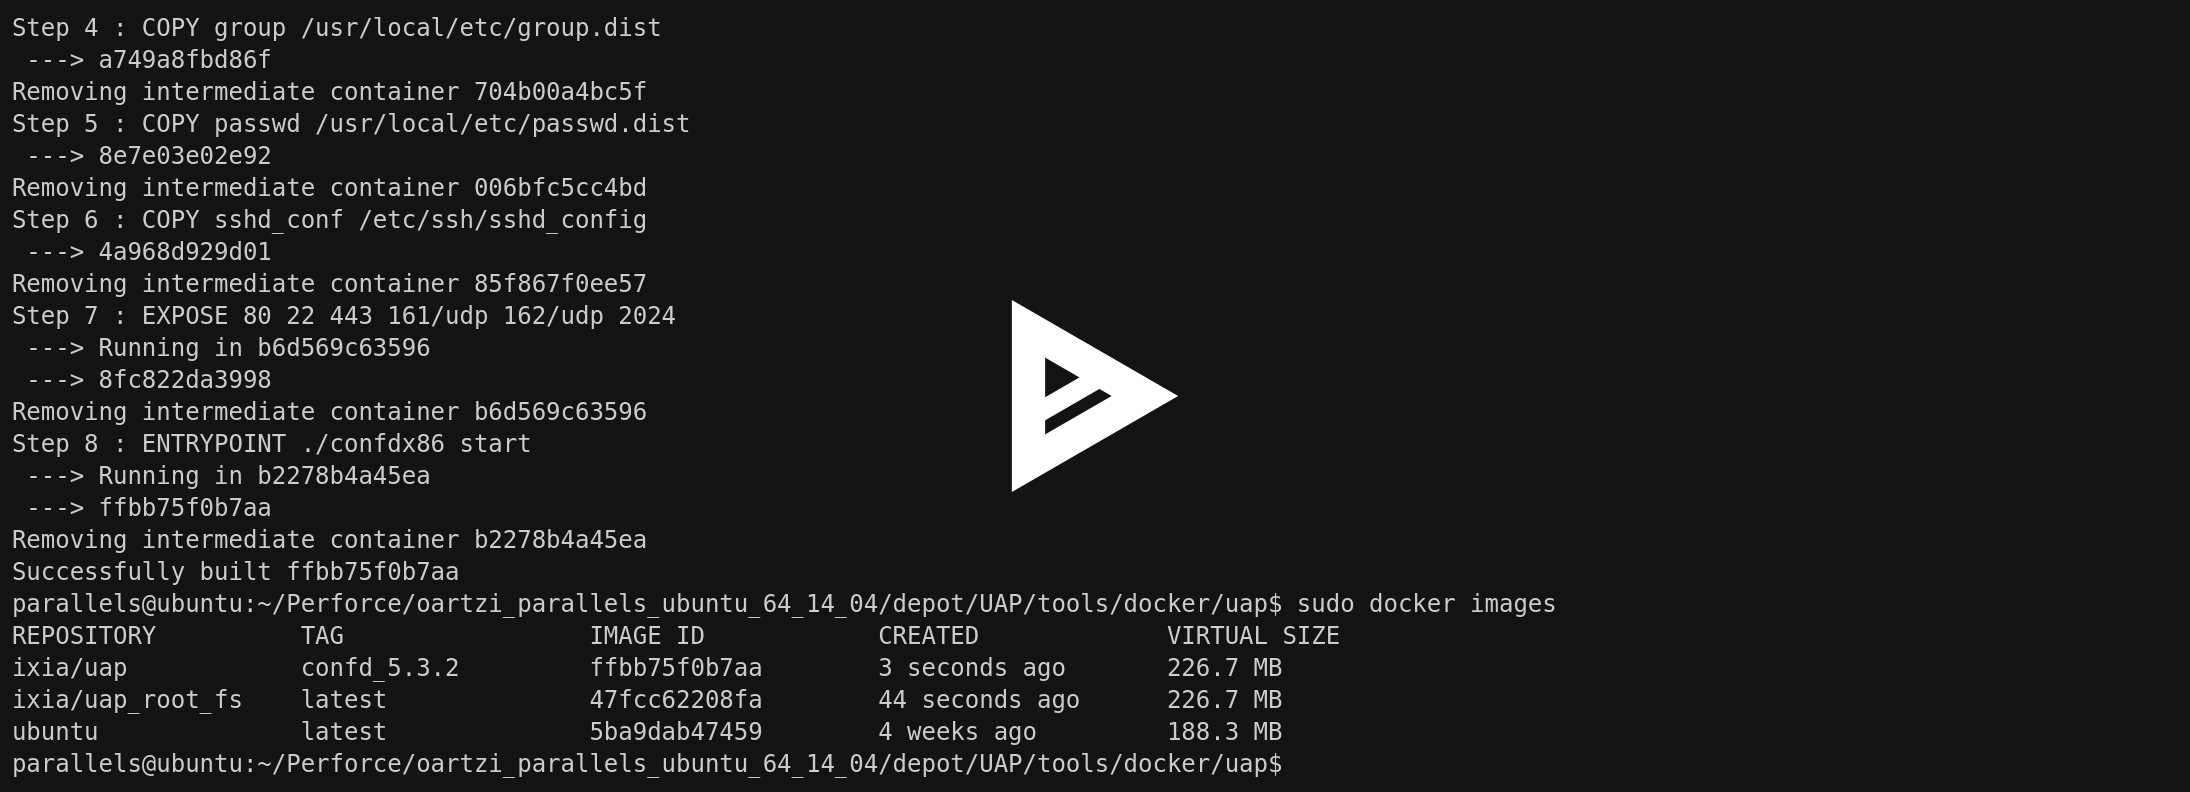 Step 4 : COPY group /usr/local/etc/group.dist
 ---> a749a8fbd86f
Removing intermediate container 704b00a4bc5f
Step 5 : COPY passwd /usr/local/etc/passwd.dist
 ---> 8e7e03e02e92
Removing intermediate container 006bfc5cc4bd
Step 6 : COPY sshd_conf /etc/ssh/sshd_config
 ---> 4a968d929d01
Removing intermediate container 85f867f0ee57
Step 7 : EXPOSE 80 22 443 161/udp 162/udp 2024
 ---> Running in b6d569c63596
 ---> 8fc822da3998
Removing intermediate container b6d569c63596
Step 8 : ENTRYPOINT ./confdx86 start
 ---> Running in b2278b4a45ea
 ---> ffbb75f0b7aa
Removing intermediate container b2278b4a45ea
Successfully built ffbb75f0b7aa
parallels@ubuntu:~/Perforce/oartzi_parallels_ubuntu_64_14_04/depot/UAP/tools/docker/uap$ sudo docker images
REPOSITORY          TAG                 IMAGE ID            CREATED             VIRTUAL SIZE
ixia/uap            confd_5.3.2         ffbb75f0b7aa        3 seconds ago       226.7 MB
ixia/uap_root_fs    latest              47fcc62208fa        44 seconds ago      226.7 MB
ubuntu              latest              5ba9dab47459        4 weeks ago         188.3 MB
parallels@ubuntu:~/Perforce/oartzi_parallels_ubuntu_64_14_04/depot/UAP/tools/docker/uap$